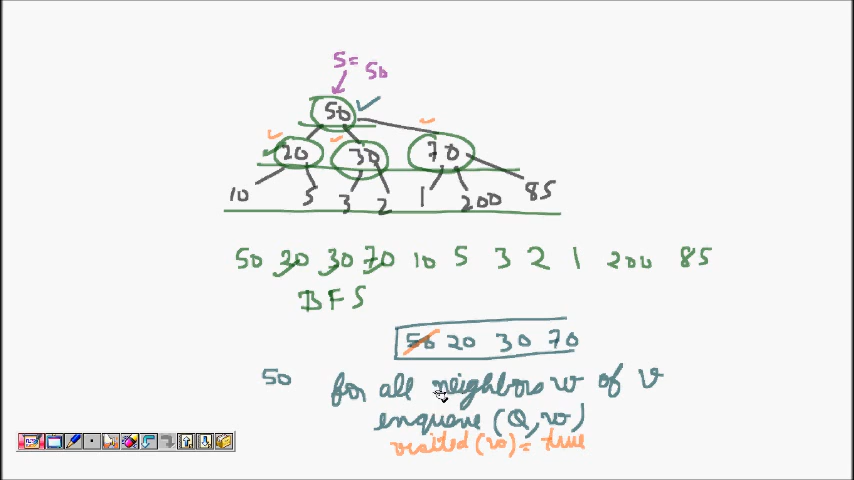 S = 50
50
20 30 70
10 5 3 2 1 200 85
50 20 30 70 10 5 3 2 1 200 85
BFS
50 20 30 70
50 for all neighbors w of v
enqueue (Q, w)
visited (w) = true